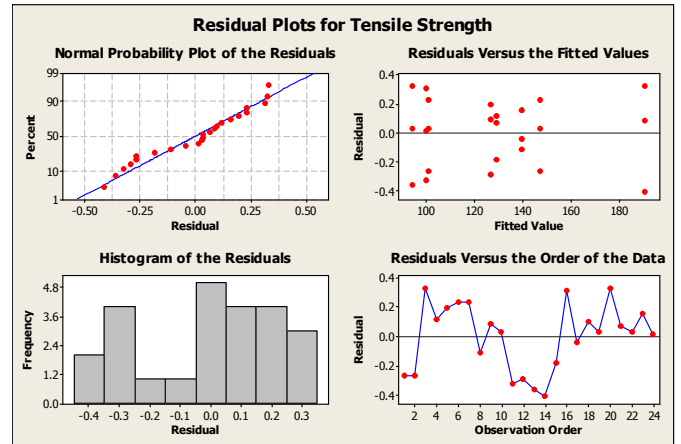 Residual Plots for Tensile Strength
Normal Probability Plot of the Residuals
99
90
50
10
1
Percent
-0.50 -0.25 0.00 0.25 0.50
Residual
Residuals Versus the Fitted Values
0.4
0.2
0.0
-0.2
-0.4
Residual
100 120 140 160 180
Fitted Value
Histogram of the Residuals
4.8
3.6
2.4
1.2
0.0
Frequency
-0.4 -0.3 -0.2 -0.1 0.0 0.1 0.2 0.3
Residual
Residuals Versus the Order of the Data
0.4
0.2
0.0
-0.2
-0.4
Residual
2 4 6 8 10 12 14 16 18 20 22 24
Observation Order